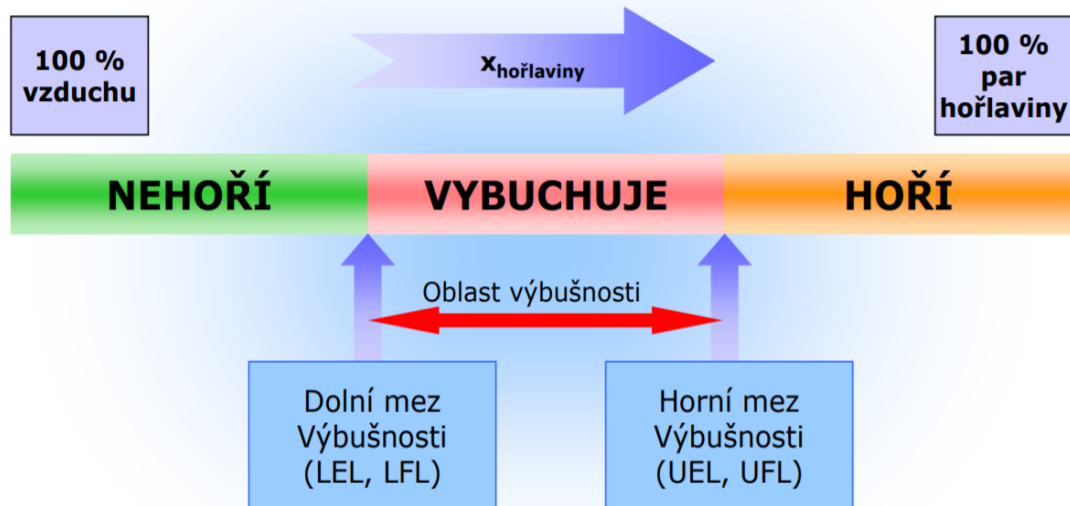 100 %
vzduchu
x hořlaviny
100 %
par
hořlaviny
NEHOŘÍ
VYBUCHUJE
HOŘÍ
Oblast výbušnosti
Dolní mez
Výbušnosti
(LEL, LFL)
Horní mez
Výbušnosti
(UEL, UFL)